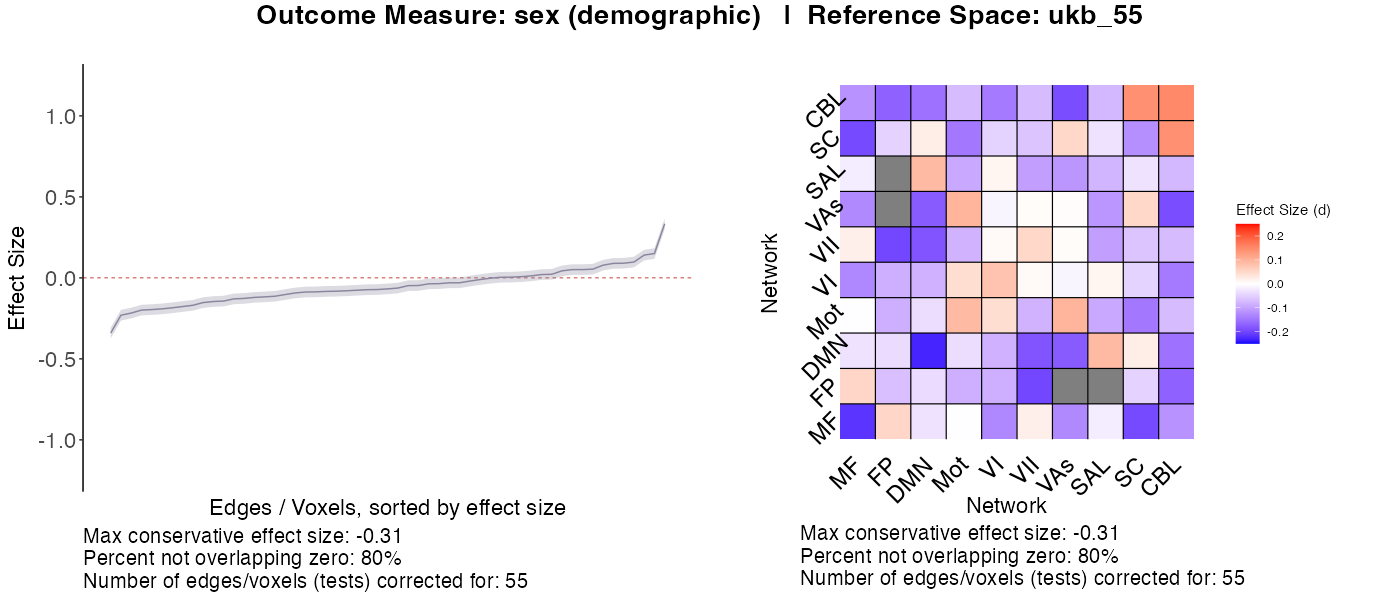 Outcome Measure: sex (demographic) | Reference Space: ukb_55
1.0
0.5
0.0
-0.5
-1.0
Effect Size
Edges / Voxels, sorted by effect size
Max conservative effect size: -0.31
Percent not overlapping zero: 80%
Number of edges/voxels (tests) corrected for: 55
Network
CBL
SC
SAL
VAs
VII
VI
Mot
DMN
FP
MF
MF
FP
DMN
Mot
VI
VII
VAs
SAL
SC
CBL
Network
Max conservative effect size: -0.31
Percent not overlapping zero: 80%
Number of edges/voxels (tests) corrected for: 55
Effect Size (d)
0.2
0.1
0.0
-0.1
-0.2